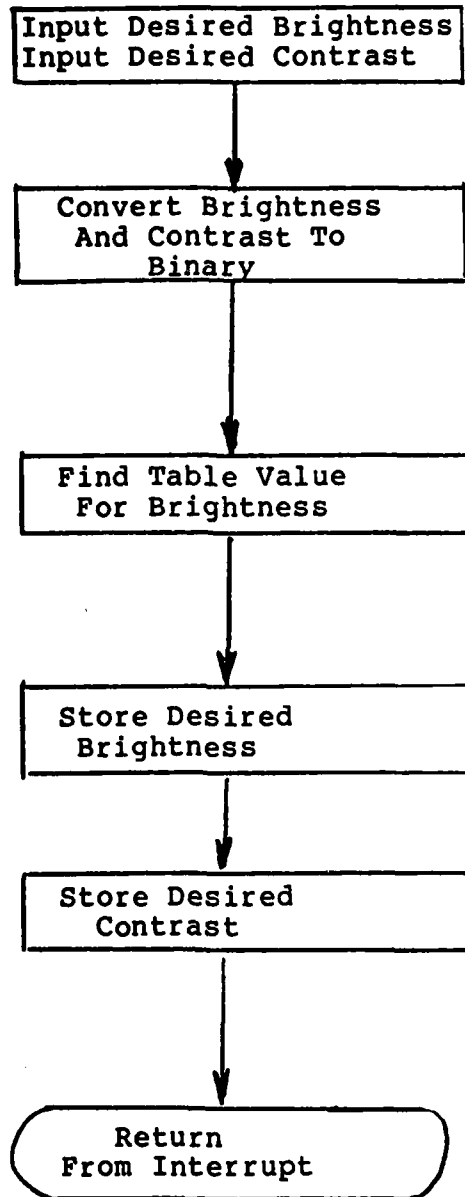 Input Desired Brightness
Input Desired Contrast
Convert Brightness
And Contrast To
Binary
Find Table Value
For Brightness
Store Desired
Brightness
Store Desired
Contrast
Return
From Interrupt